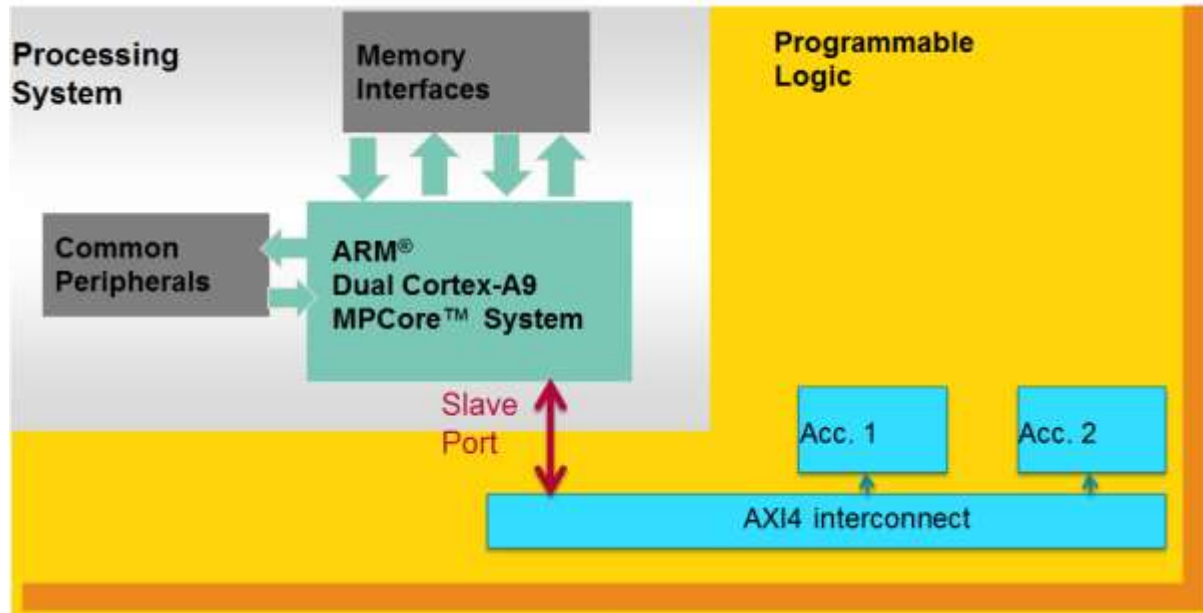 Processing
System
Memory
Interfaces
Programmable
Logic
Common
Peripherals
ARM®
Dual Cortex-A9
MPCore™ System
Slave
Port
Acc. 1
Acc. 2
AXI4 interconnect